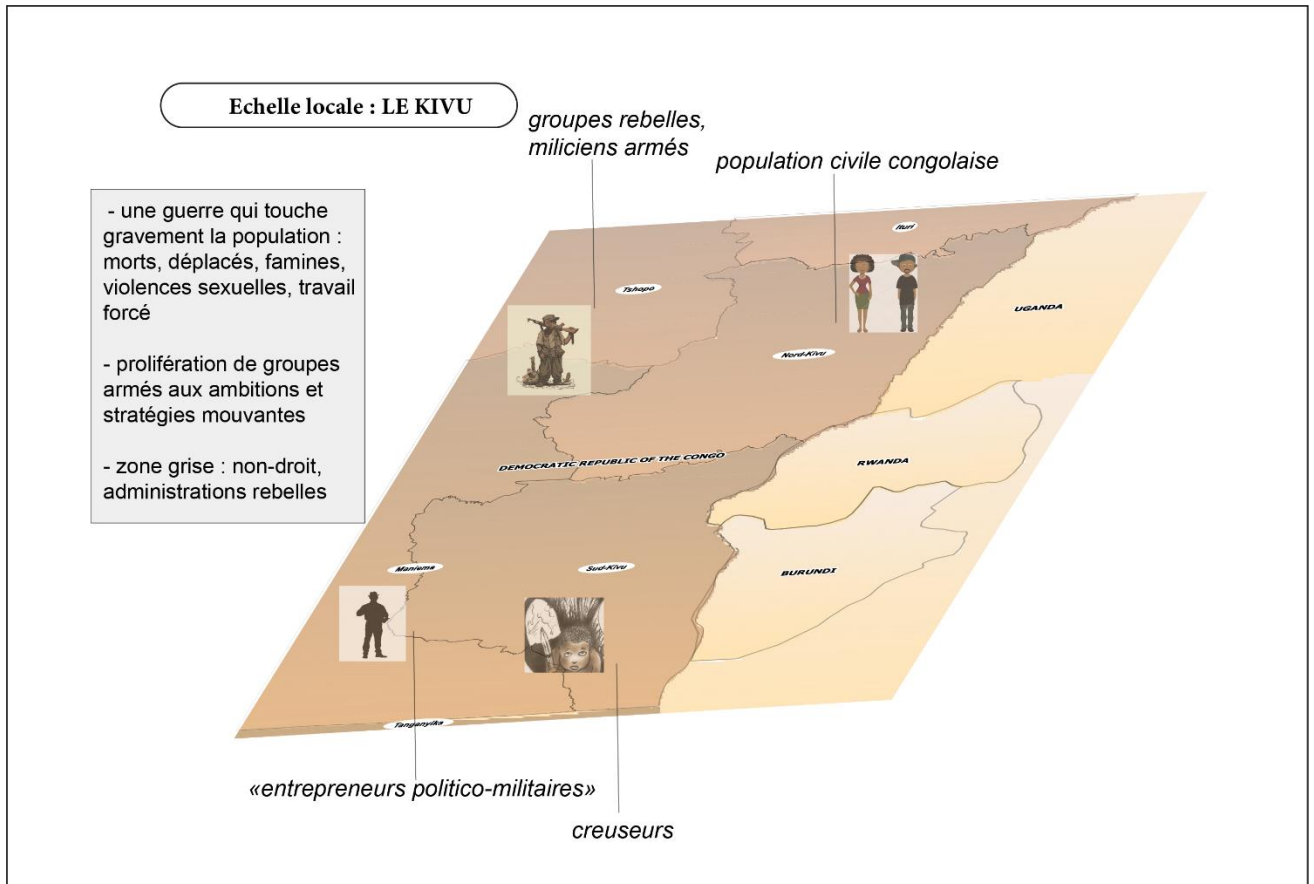 Echelle locale : LE KIVU
groupes rebelles,
miliciens armés
population civile congolaise
- une guerre qui touche
gravement la population :
morts, déplacés, famines,
violences sexuelles, travail
forcé
- prolifération de groupes
armés aux ambitions et
stratégies mouvantes
- zone grise : non-droit,
administrations rebelles
Ituri
Tshopo
UGANDA
Nord-Kivu
DEMOCRATIC REPUBLIC OF THE CONGO
RWANDA
Maniema
Sud-Kivu
BURUNDI
Tanganyika
«entrepreneurs politico-militaires»
creuseurs